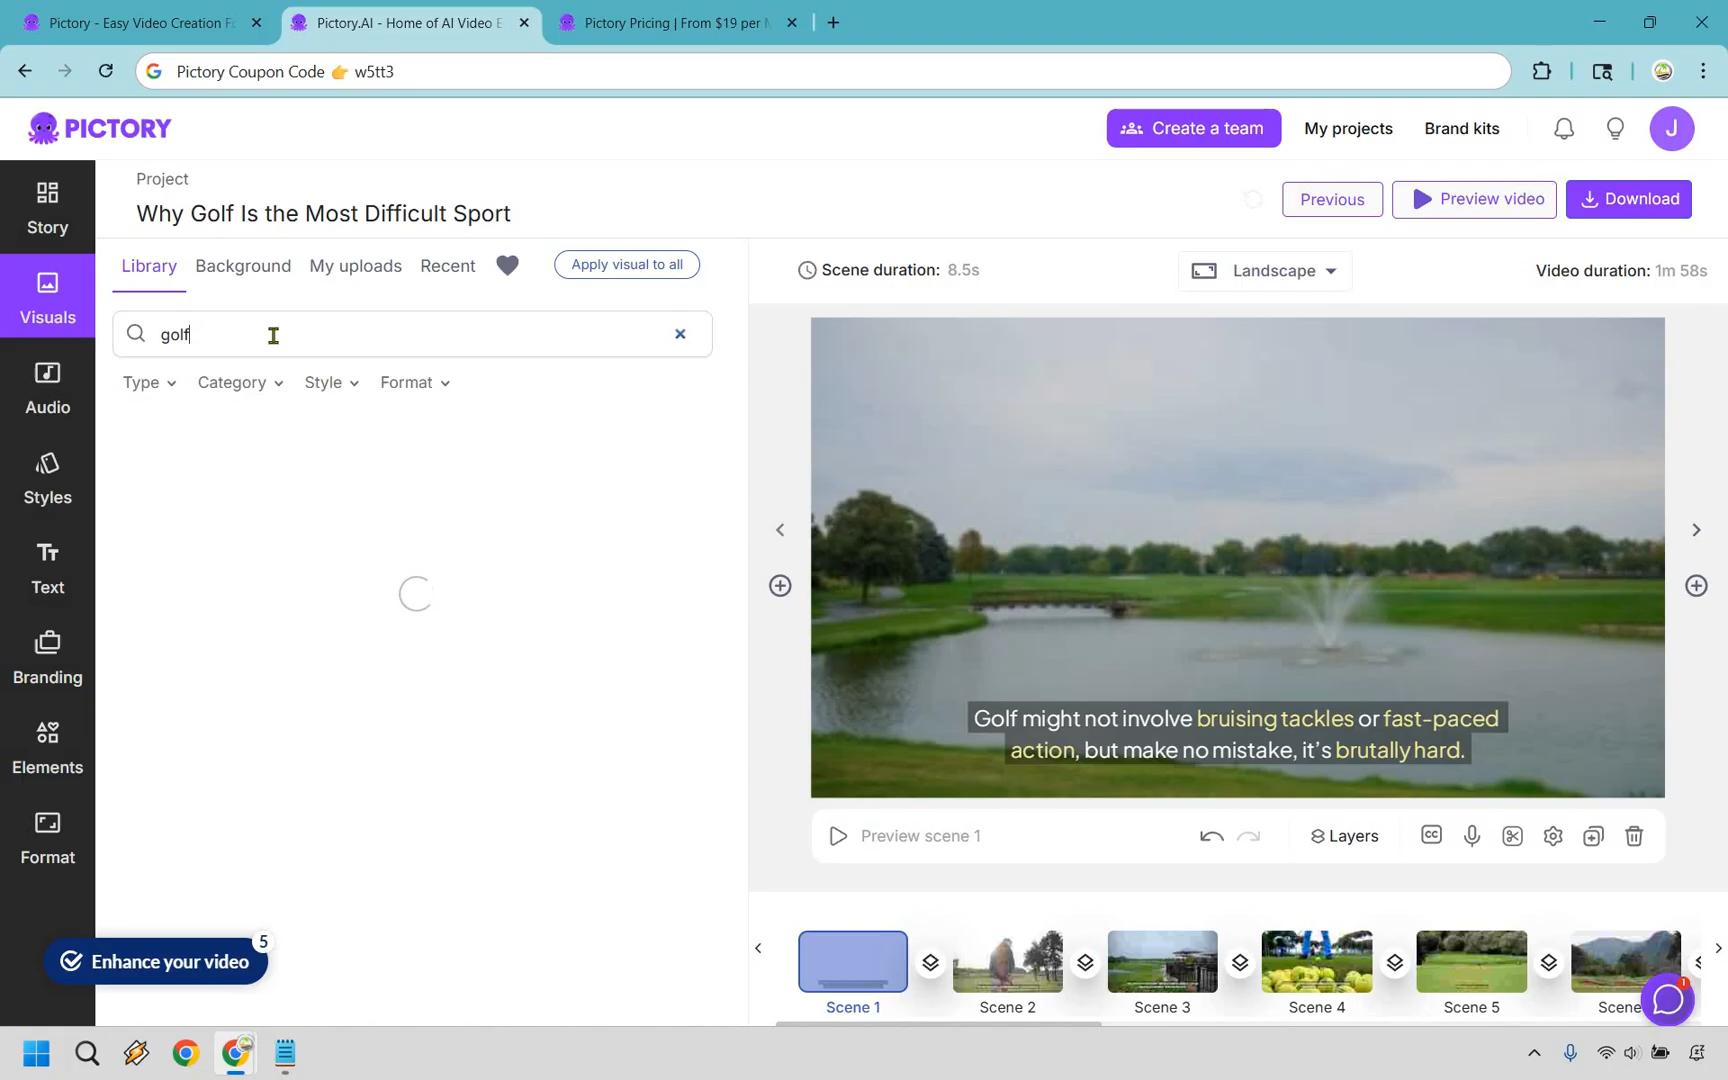 Pictory - Easy Video Creation F
Pictory.AI - Home of AI Video E
Pictory Pricing | From $19 per M
Pictory Coupon Code 👉 w5tt3
PICTORY
Create a team
My projects
Brand kits
J
Story
Visuals
Audio
Styles
Text
Branding
Elements
Format
Project
Why Golf Is the Most Difficult Sport
Previous
Preview video
Download
Library
Background
My uploads
Recent
Apply visual to all
golf
Type
Category
Style
Format
Scene duration: 8.5s
Landscape
Video duration: 1m 58s
Golf might not involve bruising tackles or fast-paced
action, but make no mistake, it's brutally hard.
Preview scene 1
Layers
CC
Enhance your video
5
Scene 1
Scene 2
Scene 3
Scene 4
Scene 5
Scene
1